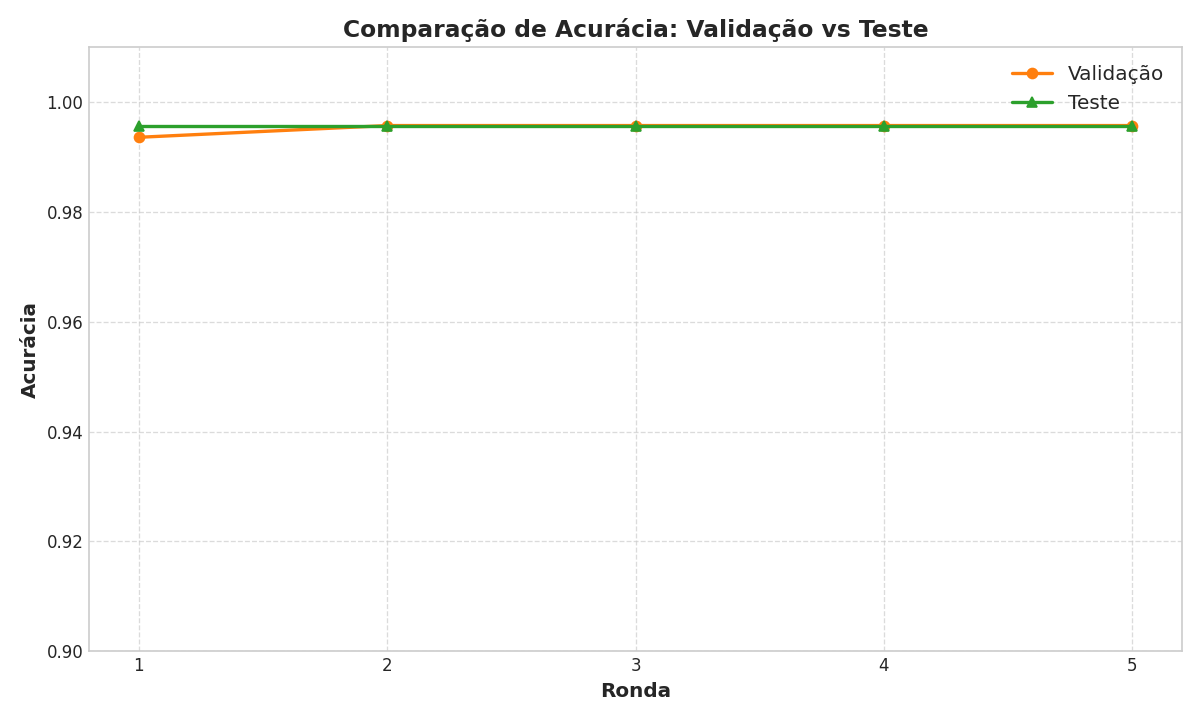 Comparação de Acurácia: Validação vs Teste
Validação
Teste
1.00
0.98
0.96
0.94
0.92
0.90
Acurácia
1
2
3
4
5
Ronda